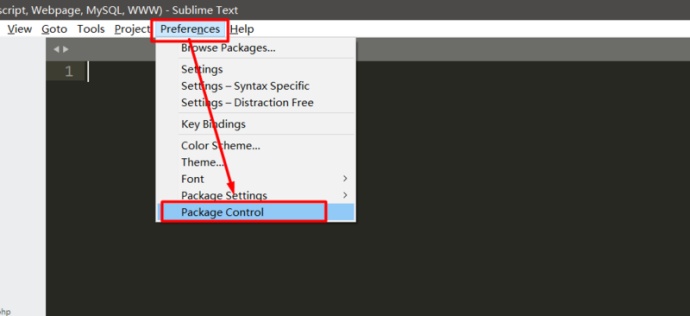 script, Webpage, MySQL, WWW) - Sublime Text
View Goto Tools Project Preferences Help
Browse Packages...
1
Settings
Settings – Syntax Specific
Settings – Distraction Free
Key Bindings
Color Scheme...
Theme...
Font
Package Settings
Package Control
php